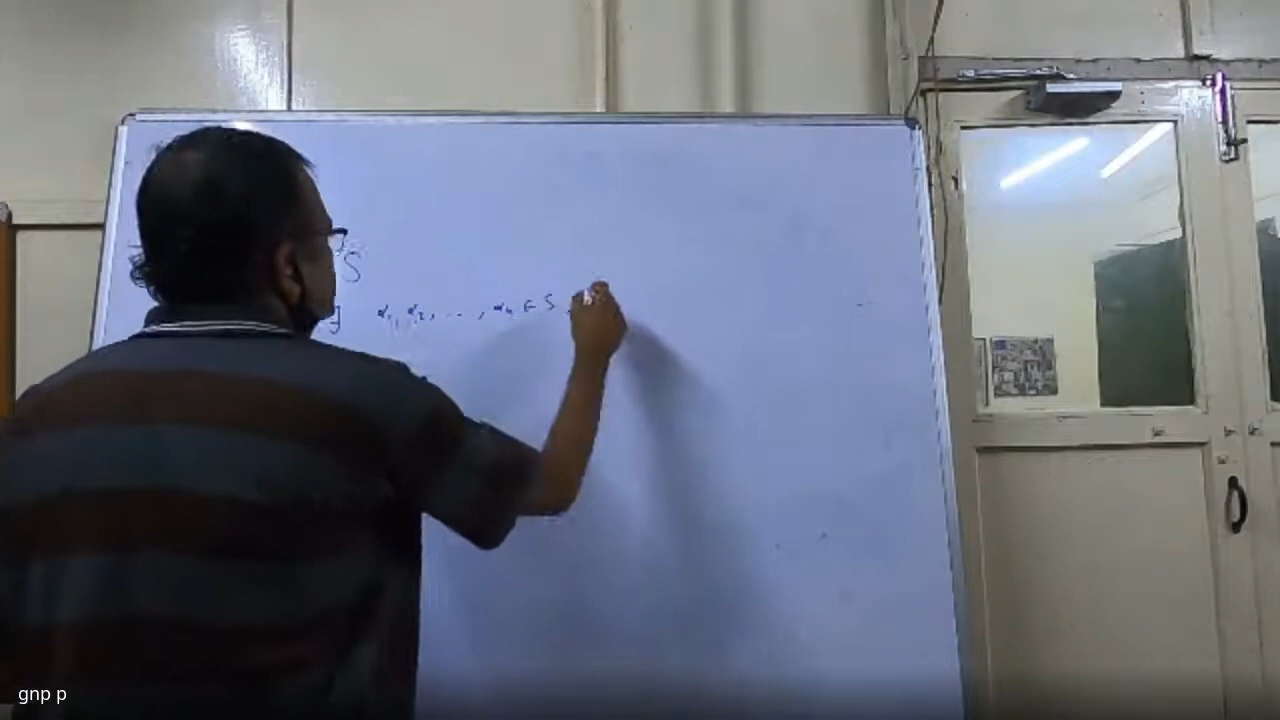 S
] α₁, α₂, ..., αₙ ∈ S,
gnp p